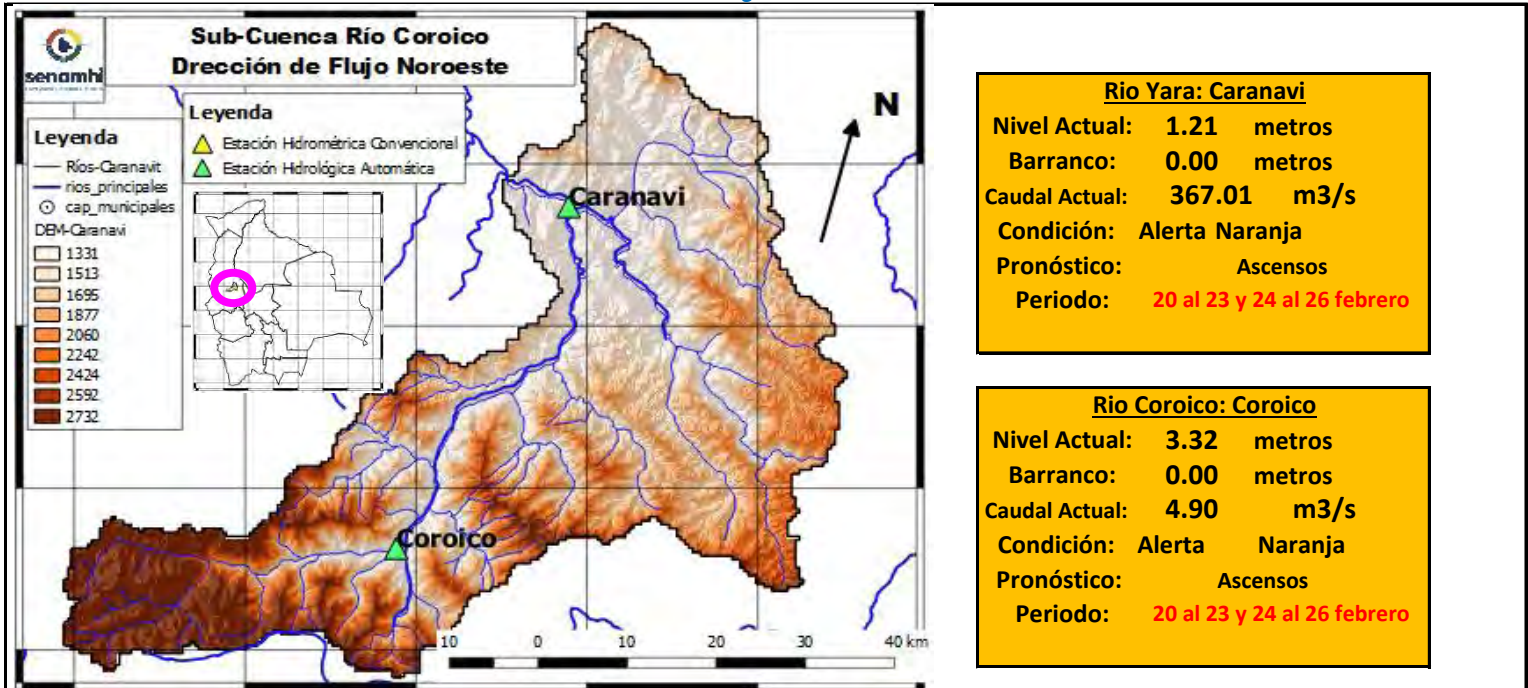 Sub-Cuenca Río Coroico
Drección de Flujo Noroeste
senamhi
Leyenda
Estación Hidrométrica Convencional
Estación Hidrológica Automática
Leyenda
Ríos-Caranavit
rios_principales
cap_municipales
DEM-Caranavi
1331
1513
1695
1877
2060
2242
2424
2592
2732
N
Caranavi
Coroico
10 0 10 20 30 40 km
Rio Yara: Caranavi
Nivel Actual: 1.21 metros
Barranco: 0.00 metros
Caudal Actual: 367.01 m3/s
Condición: Alerta Naranja
Pronóstico: Ascensos
Periodo: 20 al 23 y 24 al 26 febrero
Rio Coroico: Coroico
Nivel Actual: 3.32 metros
Barranco: 0.00 metros
Caudal Actual: 4.90 m3/s
Condición: Alerta Naranja
Pronóstico: Ascensos
Periodo: 20 al 23 y 24 al 26 febrero